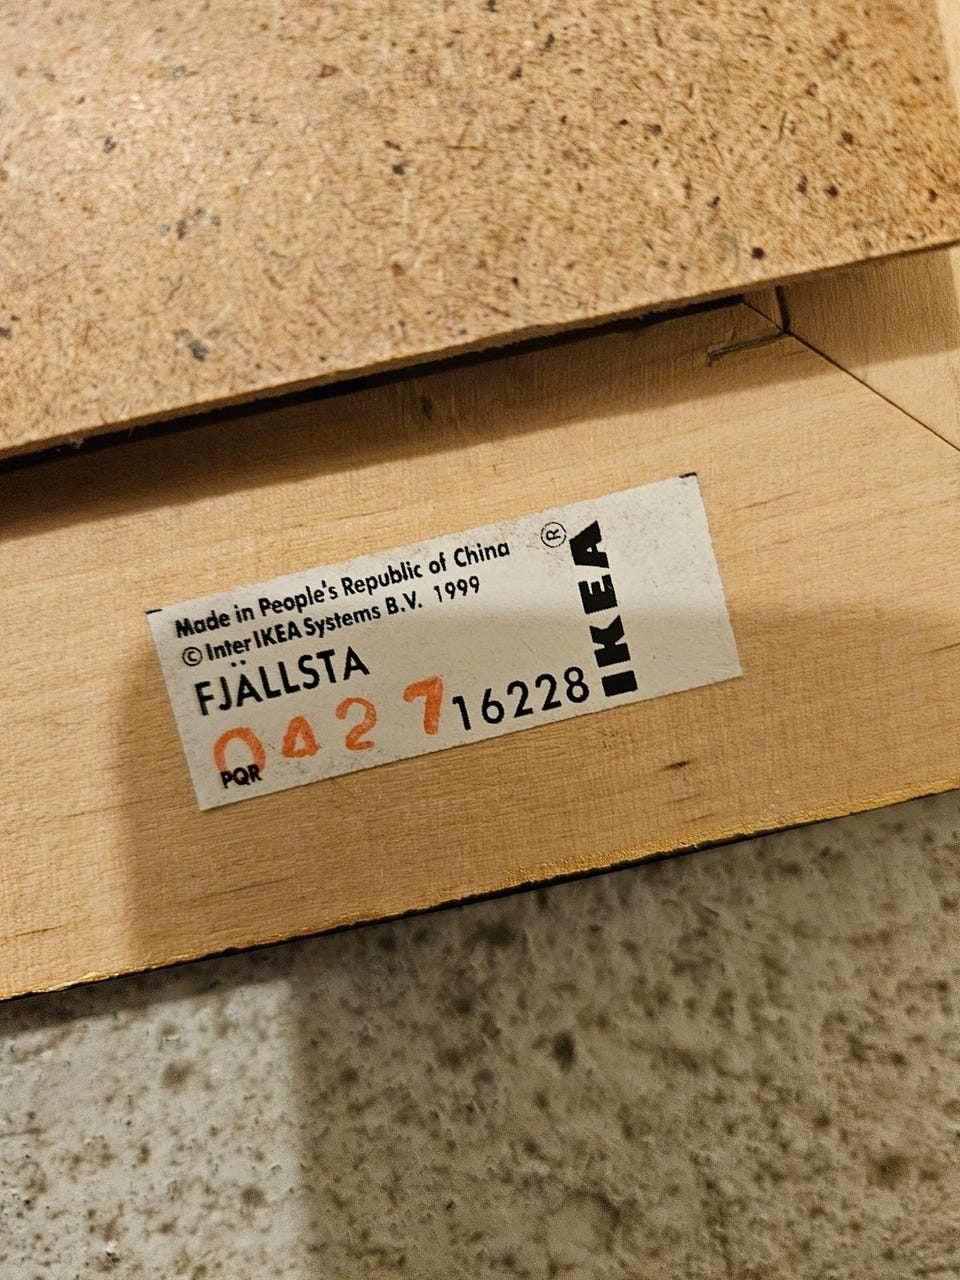 Made in People's Republic of China
© Inter IKEA Systems B.V. 1999
FJÄLLSTA
0427 16228
PQR
IKEA ®